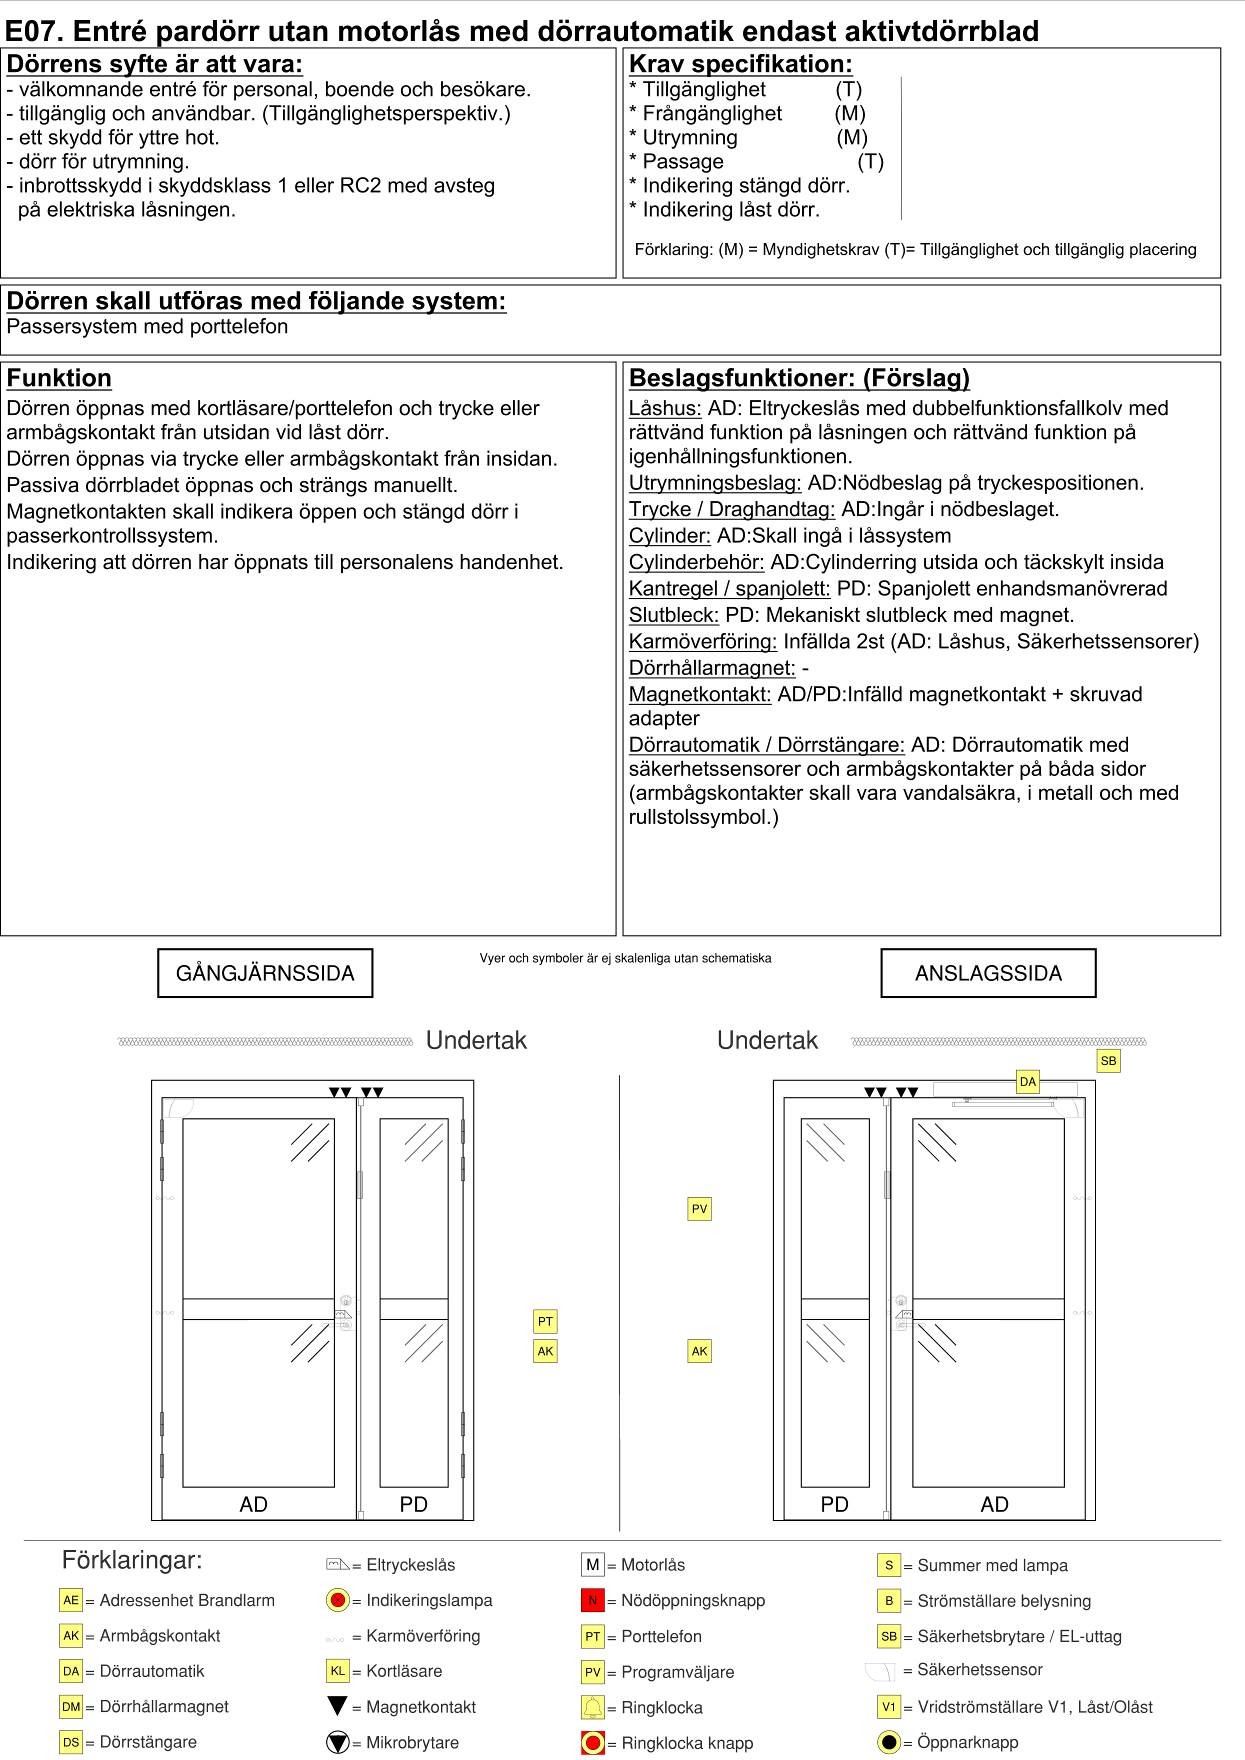 E07. Entré pardörr utan motorlås med dörrautomatik endast aktivtdörrblad
Dörrens syfte är att vara:
- välkomnande entré för personal, boende och besökare.
- tillgänglig och användbar. (Tillgänglighetsperspektiv.)
- ett skydd för yttre hot.
- dörr för utrymning.
- inbrottsskydd i skyddsklass 1 eller RC2 med avsteg
på elektriska låsningen.
Krav specifikation:
* Tillgänglighet (T)
* Frångänglighet (M)
* Utrymning (M)
* Passage (T)
* Indikering stängd dörr.
* Indikering låst dörr.
Förklaring: (M) = Myndighetskrav (T)= Tillgänglighet och tillgänglig placering
Dörren skall utföras med följande system:
Passersystem med porttelefon
Funktion
Dörren öppnas med kortläsare/porttelefon och trycke eller
armbågskontakt från utsidan vid låst dörr.
Dörren öppnas via trycke eller armbågskontakt från insidan.
Passiva dörrbladet öppnas och strängs manuellt.
Magnetkontakten skall indikera öppen och stängd dörr i
passerkontrollssystem.
Indikering att dörren har öppnats till personalens handenhet.
Beslagsfunktioner: (Förslag)
Låshus: AD: Eltryckeslås med dubbelfunktionsfallkolv med
rättvänd funktion på låsningen och rättvänd funktion på
igenhållningsfunktionen.
Utrymningsbeslag: AD:Nödbeslag på tryckespositionen.
Trycke / Draghandtag: AD:Ingår i nödbeslaget.
Cylinder: AD:Skall ingå i låssystem
Cylinderbehör: AD:Cylinderring utsida och täckskylt insida
Kantregel / spanjolett: PD: Spanjolett enhandsmanövrerad
Slutbleck: PD: Mekaniskt slutbleck med magnet.
Karmöverföring: Infällda 2st (AD: Låshus, Säkerhetssensorer)
Dörrhållarmagnet: -
Magnetkontakt: AD/PD:Infälld magnetkontakt + skruvad
adapter
Dörrautomatik / Dörrstängare: AD: Dörrautomatik med
säkerhetssensorer och armbågskontakter på båda sidor
(armbågskontakter skall vara vandalsäkra, i metall och med
rullstolssymbol.)
GÅNGJÄRNSSIDA
Vyer och symboler är ej skalenliga utan schematiska
ANSLAGSSIDA
Undertak
Undertak
SB
DA
PV
PT
AK
AK
AD
PD
PD
AD
Förklaringar:
AE = Adressenhet Brandlarm
AK = Armbågskontakt
DA = Dörrautomatik
DM = Dörrhållarmagnet
DS = Dörrstängare
= Eltryckeslås
= Indikeringslampa
= Karmöverföring
KL = Kortläsare
= Magnetkontakt
= Mikrobrytare
M = Motorlås
N = Nödöppningsknapp
PT = Porttelefon
PV = Programväljare
= Ringklocka
= Ringklocka knapp
S = Summer med lampa
B = Strömställare belysning
SB = Säkerhetsbrytare / EL-uttag
= Säkerhetssensor
V1 = Vridströmställare V1, Låst/Olåst
= Öppnarknapp